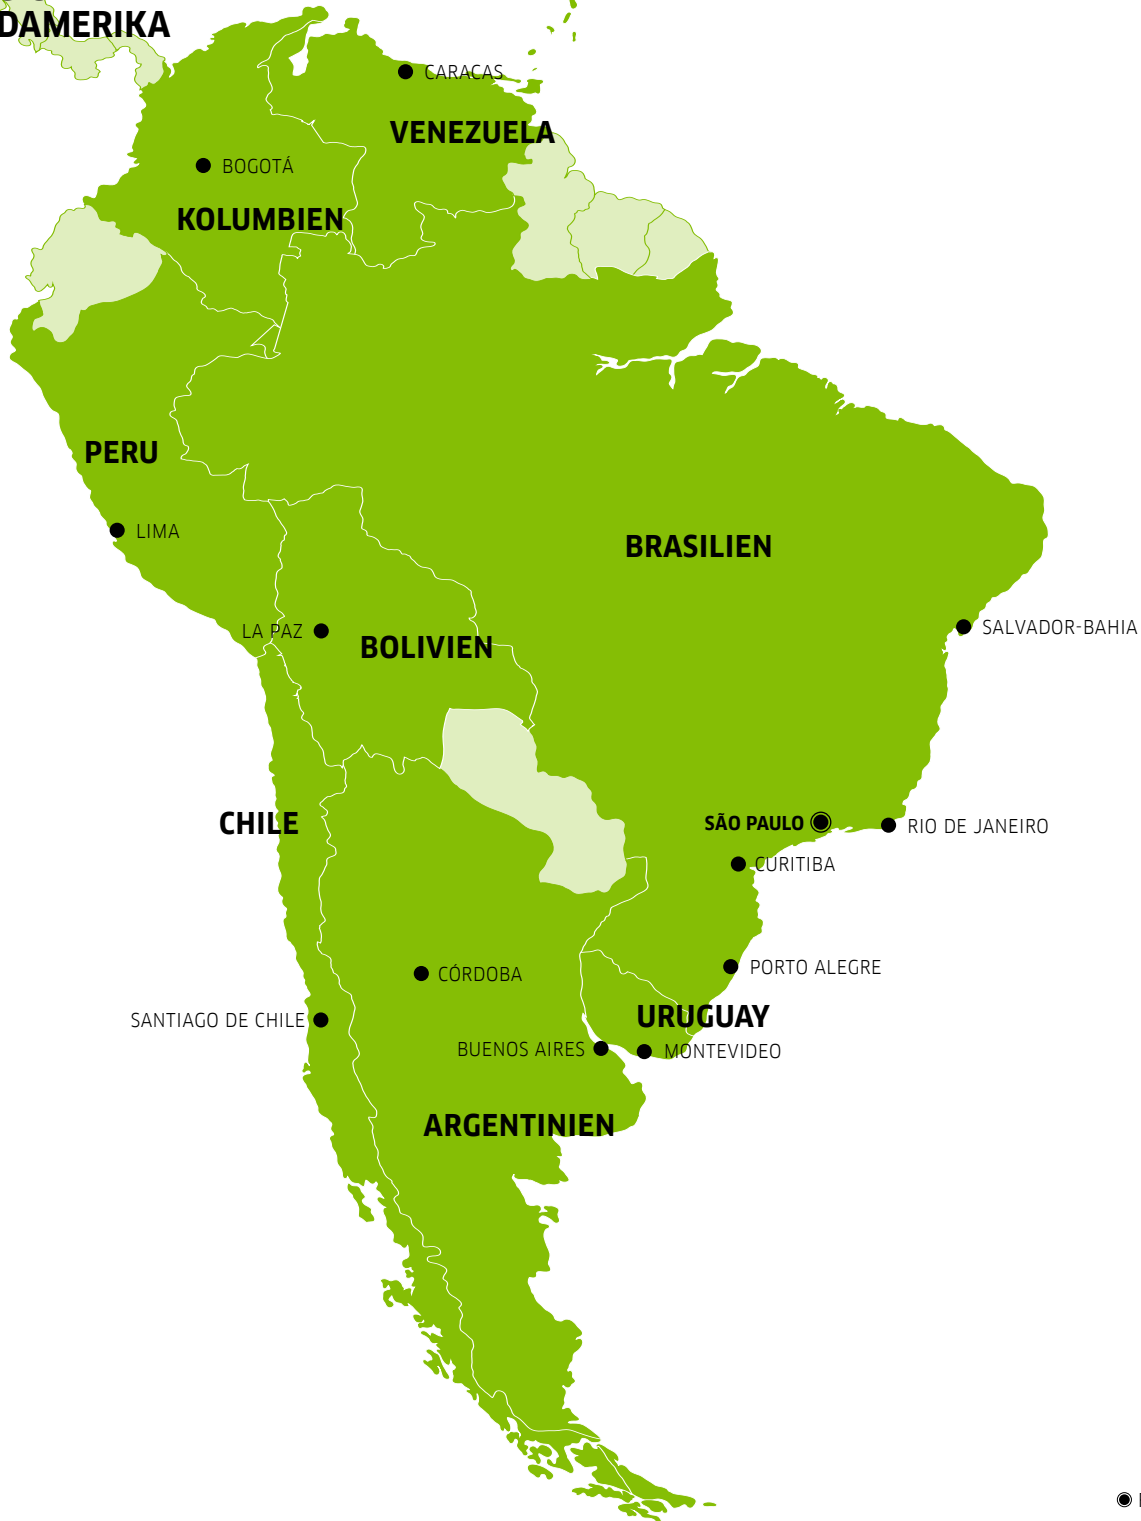 DAMERIKA
CARACAS
VENEZUELA
BOGOTÁ
KOLUMBIEN
PERU
LIMA
BRASILIEN
LA PAZ
BOLIVIEN
SALVADOR-BAHIA
CHILE
SÃO PAULO
RIO DE JANEIRO
CURITIBA
CÓRDOBA
PORTO ALEGRE
SANTIAGO DE CHILE
URUGUAY
BUENOS AIRES
MONTEVIDEO
ARGENTINIEN